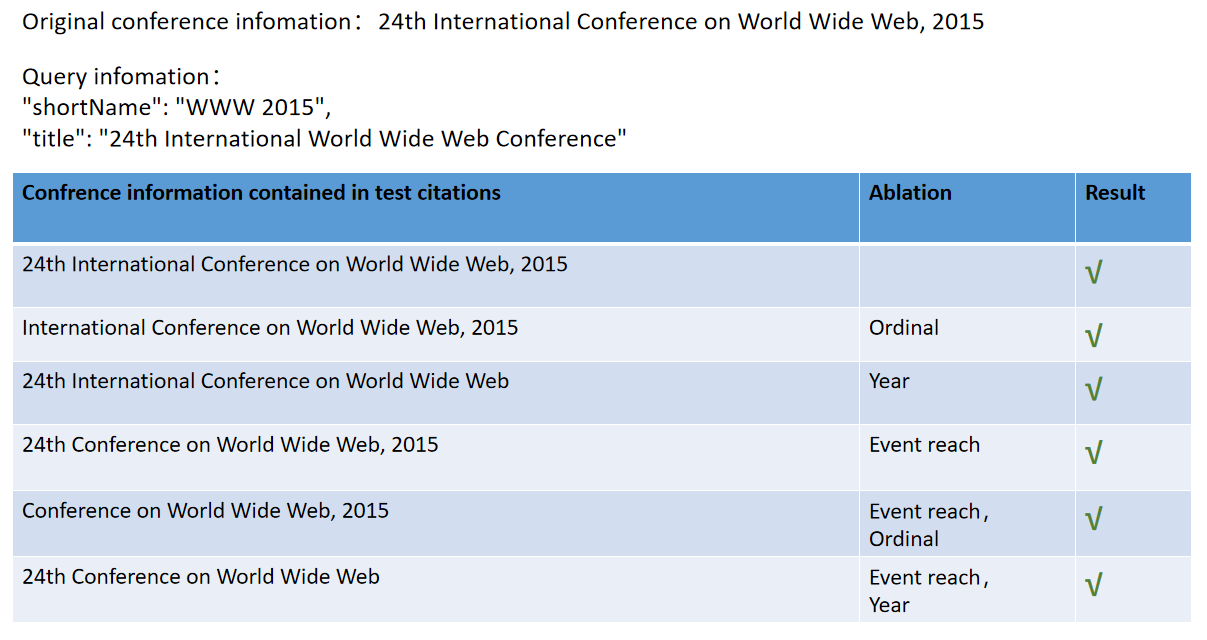 Original conference infomation： 24th International Conference on World Wide Web, 2015
Query infomation：
"shortName": "WWW 2015",
"title": "24th International World Wide Web Conference"
Confrence information contained in test citations Ablation Result
24th International Conference on World Wide Web, 2015 √
International Conference on World Wide Web, 2015 Ordinal √
24th International Conference on World Wide Web Year √
24th Conference on World Wide Web, 2015 Event reach √
Conference on World Wide Web, 2015 Event reach，
Ordinal √
24th Conference on World Wide Web Event reach，
Year √